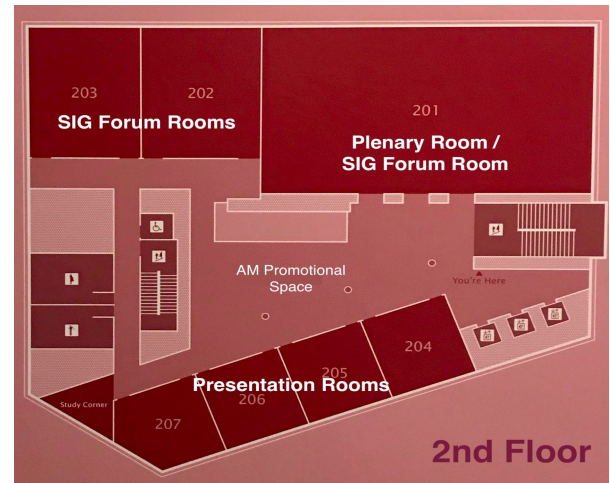 203
202
SIG Forum Rooms
201
Plenary Room /
SIG Forum Room
AM Promotional
Space
You're Here
204
205
Presentation Rooms
206
207
Study Corner
2nd Floor